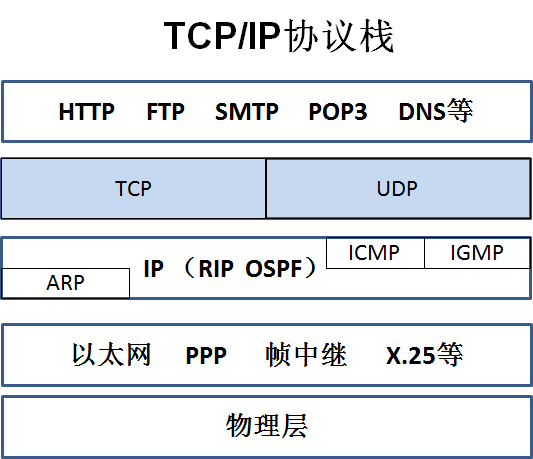 TCP/IP协议栈
HTTP FTP SMTP POP3 DNS等
TCP UDP
ICMP IGMP
IP （RIP OSPF）
ARP
以太网 PPP 帧中继 X.25等
物理层